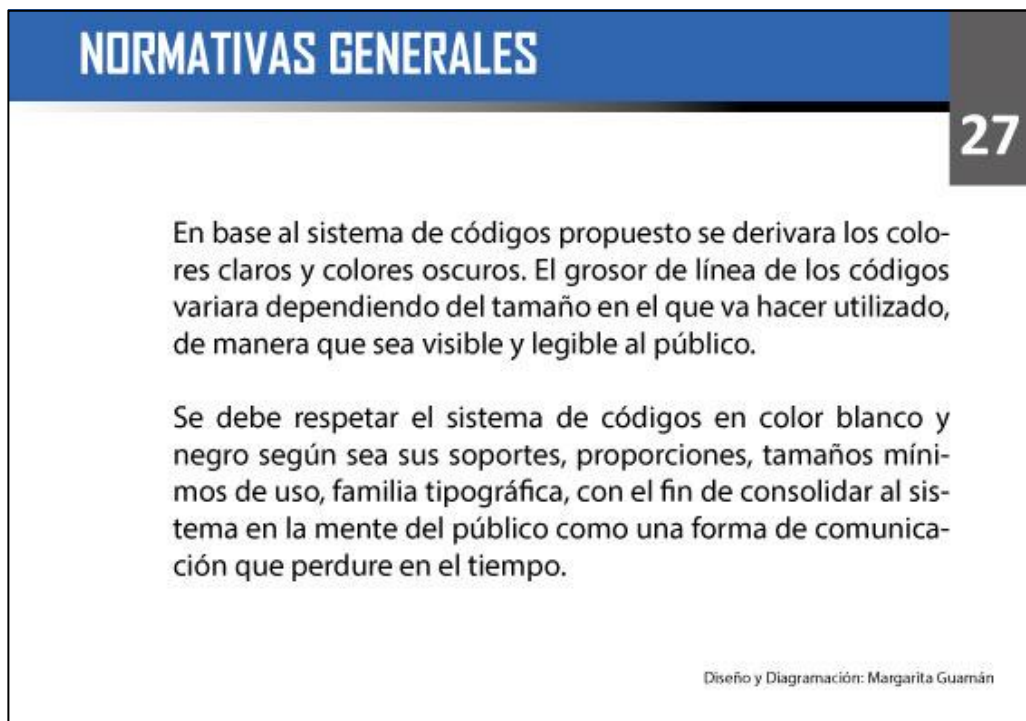 NORMATIVAS GENERALES
27
En base al sistema de códigos propuesto se derivara los colo-
res claros y colores oscuros. El grosor de línea de los códigos
variara dependiendo del tamaño en el que va hacer utilizado,
de manera que sea visible y legible al público.
Se debe respetar el sistema de códigos en color blanco y
negro según sea sus soportes, proporciones, tamaños míni-
mos de uso, familia tipográfica, con el fin de consolidar al sis-
tema en la mente del público como una forma de comunica-
ción que perdure en el tiempo.
Diseño y Diagramación: Margarita Guamán